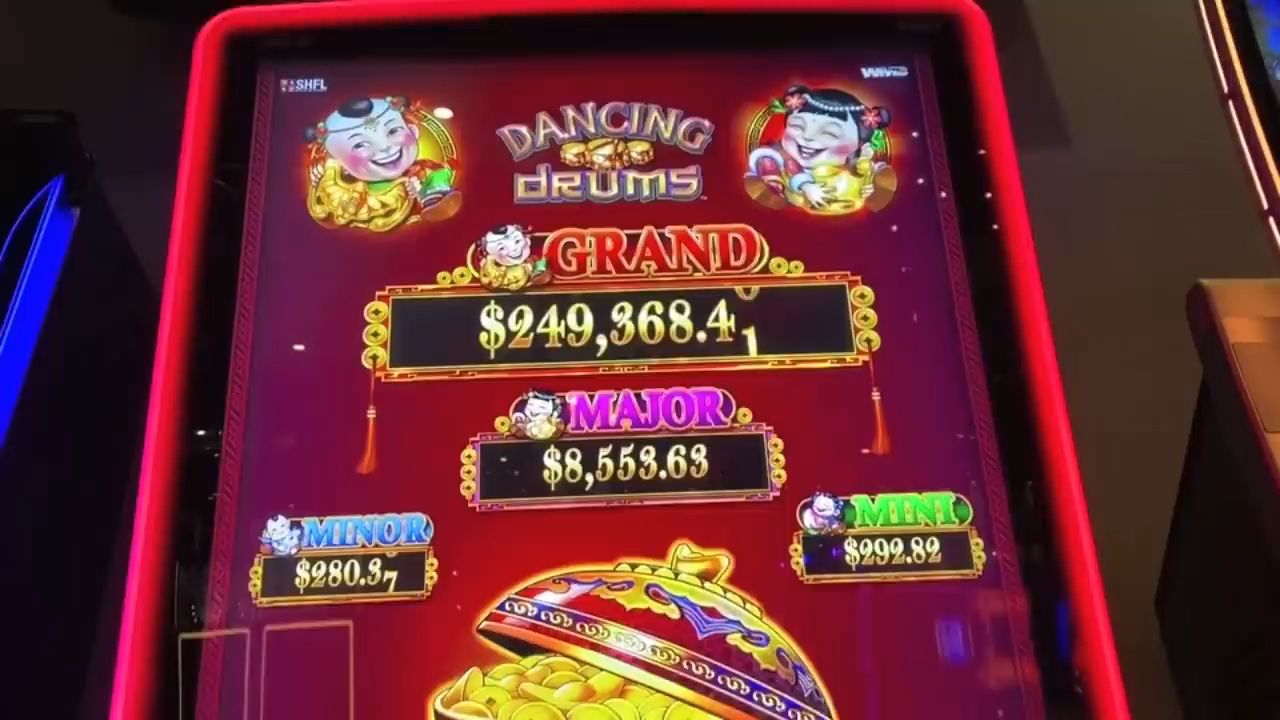 SHFL
WMS
DANCING
DRUMS
GRAND
$249,368.41
MAJOR
$8,553.63
MINOR
$280.37
MINI
$292.82